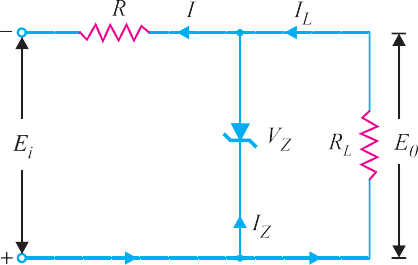 − R I I_L
E_i V_Z R_L E_0
I_Z
+